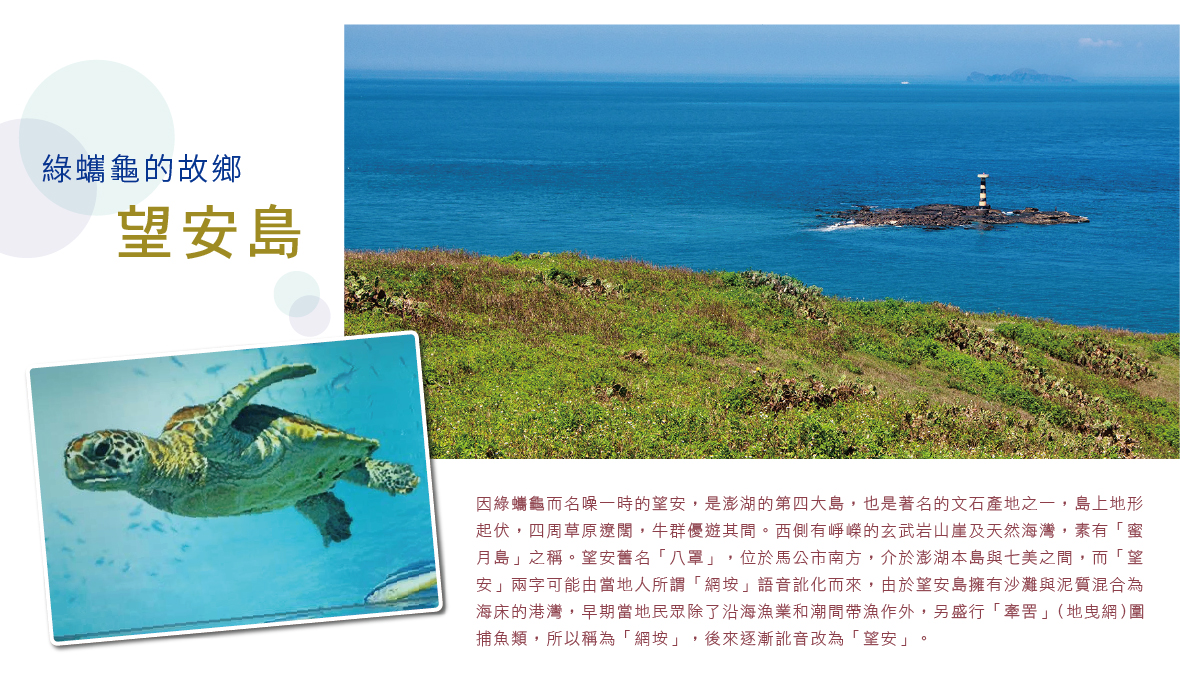 綠蠵龜的故鄉
望安島
因綠蠵龜而名噪一時的望安，是澎湖的第四大島，也是著名的文石產地之一，島上地形
起伏，四周草原遼闊，牛群優遊其間。西側有崢嶸的玄武岩山崖及天然海灣，素有「蜜
月島」之稱。望安舊名「八罩」，位於馬公市南方，介於澎湖本島與七美之間，而「望
安」兩字可能由當地人所謂「網垵」語音訛化而來，由於望安島擁有沙灘與泥質混合為
海床的港灣，早期當地民眾除了沿海漁業和潮間帶漁作外，另盛行「牽罟」(地曳網)圍
捕魚類，所以稱為「網垵」，後來逐漸訛音改為「望安」。